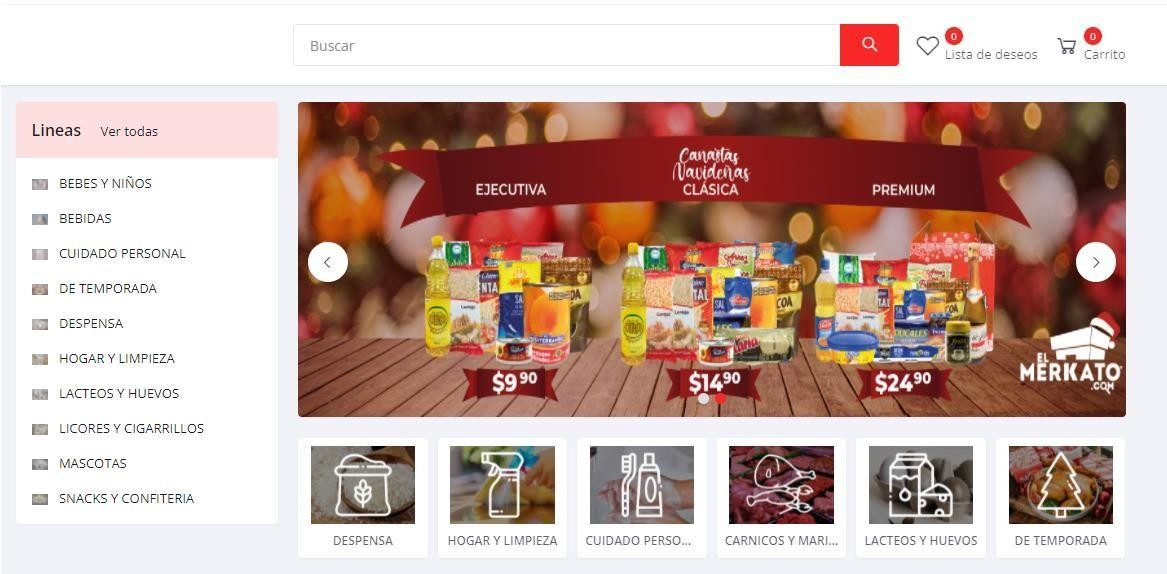 Buscar
0
Lista de deseos
0
Carrito
Lineas Ver todas
BEBES Y NIÑOS
BEBIDAS
CUIDADO PERSONAL
DE TEMPORADA
DESPENSA
HOGAR Y LIMPIEZA
LACTEOS Y HUEVOS
LICORES Y CIGARRILLOS
MASCOTAS
SNACKS Y CONFITERIA
Canastas
Navideñas
EJECUTIVA CLÁSICA PREMIUM
SAL
SAL
$9.90 $14.90 $24.90
EL
MERKATO
.COM
DESPENSA
HOGAR Y LIMPIEZA
CUIDADO PERSO...
CARNICOS Y MARI...
LACTEOS Y HUEVOS
DE TEMPORADA